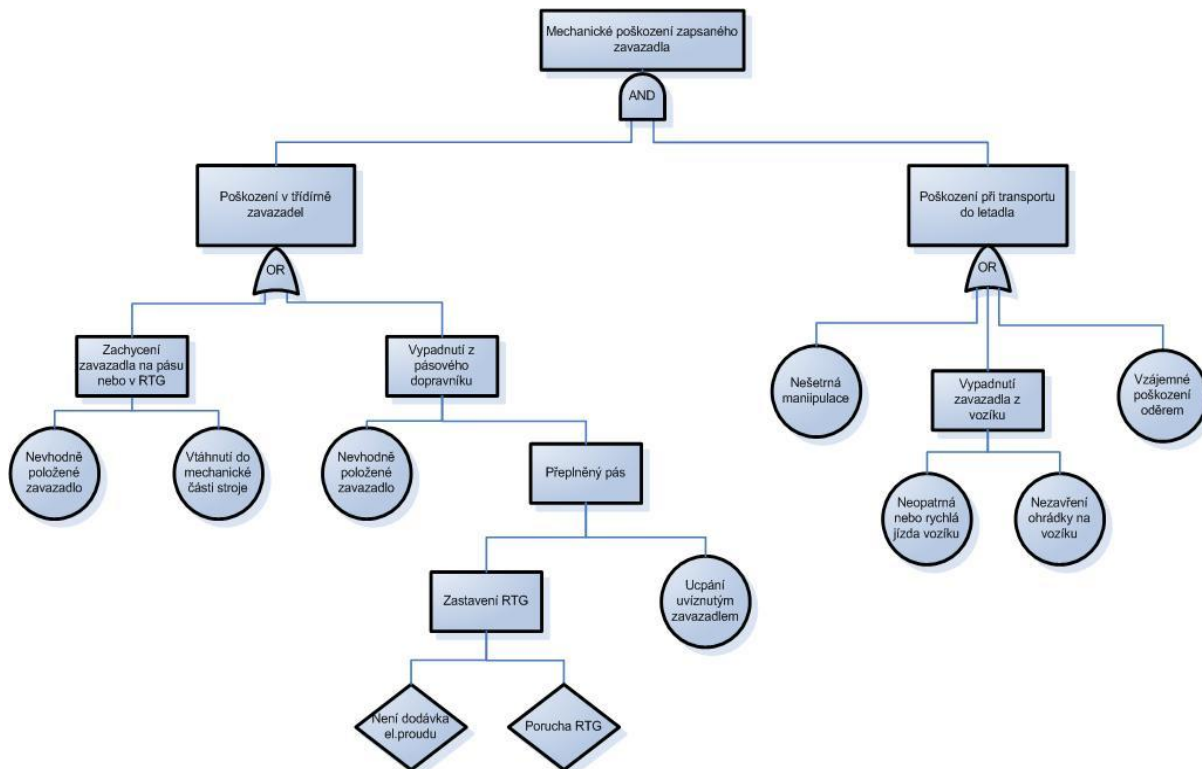 Mechanické poškození zapsaného
zavazadla
AND
Poškození v třídírně
zavazadel
Poškození při transportu
do letadla
OR
OR
Zachycení
zavazadla na pásu
nebo v RTG
Vypadnutí z
pásového
dopravníku
Nešetrná
maniipulace
Vypadnutí
zavazadla z
vozíku
Vzájemné
poškození
oděrem
Nevhodně
položené
zavazadlo
Vtáhnutí do
mechanické
části stroje
Nevhodně
položené
zavazadlo
Přeplněný pás
Neopatrná
nebo rychlá
jízda vozíku
Nezavření
ohrádky na
vozíku
Zastavení RTG
Ucpání
uvíznutým
zavazadlem
Není dodávka
el.proudu
Porucha RTG